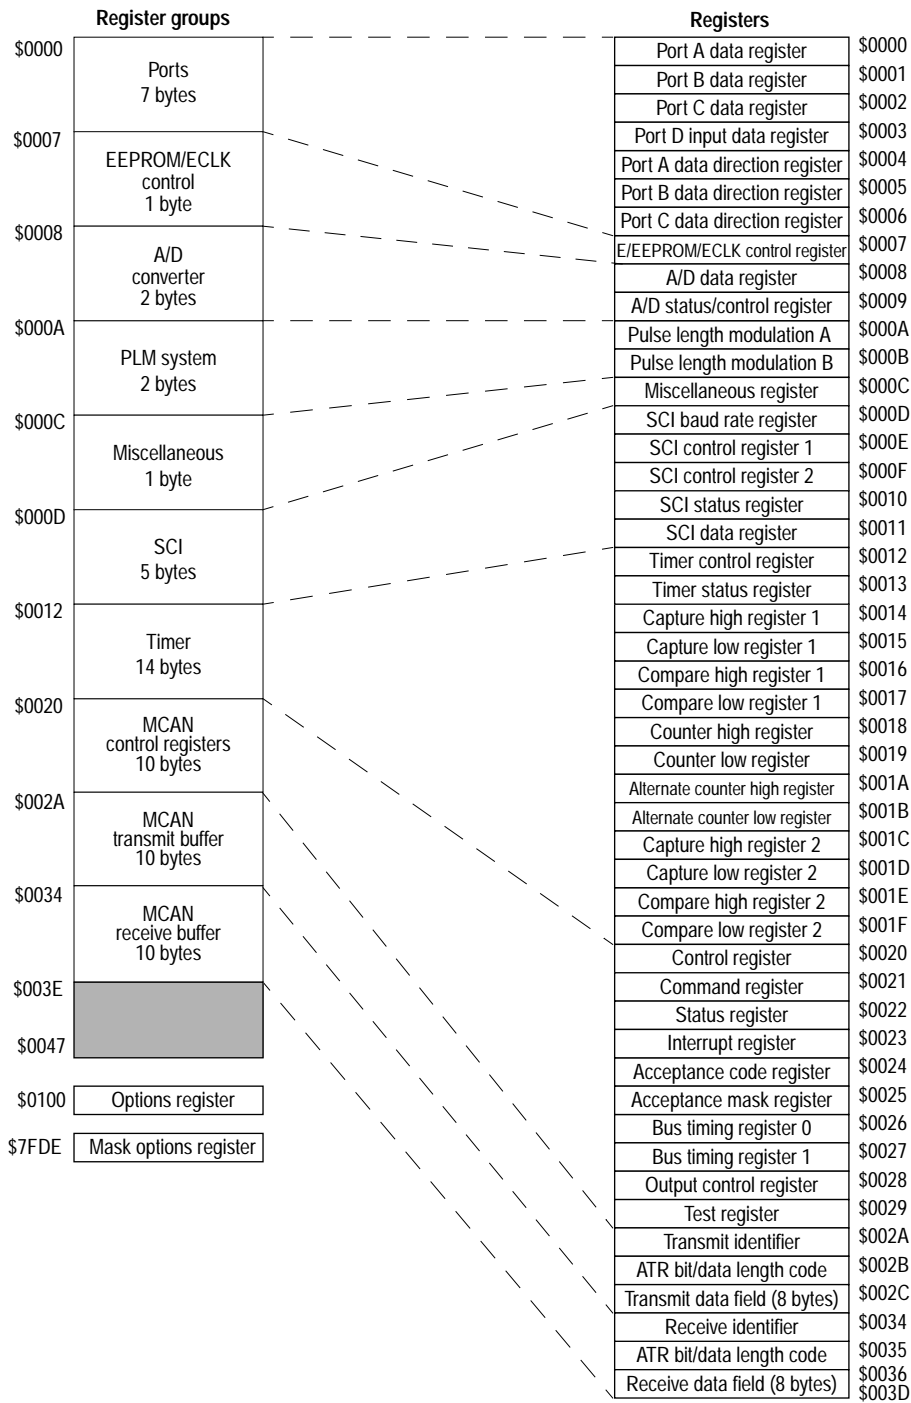 Register groups
$0000
Ports
7 bytes
$0007
EEPROM/ECLK
control
1 byte
$0008
A/D
converter
2 bytes
$000A
PLM system
2 bytes
$000C
Miscellaneous
1 byte
$000D
SCI
5 bytes
$0012
Timer
14 bytes
$0020
MCAN
control registers
10 bytes
$002A
MCAN
transmit buffer
10 bytes
$0034
MCAN
receive buffer
10 bytes
$003E
$0047
$0100 Options register
$7FDE Mask options register
Registers
Port A data register $0000
Port B data register $0001
Port C data register $0002
Port D input data register $0003
Port A data direction register $0004
Port B data direction register $0005
Port C data direction register $0006
E/EEPROM/ECLK control register $0007
A/D data register $0008
A/D status/control register $0009
Pulse length modulation A $000A
Pulse length modulation B $000B
Miscellaneous register $000C
SCI baud rate register $000D
SCI control register 1 $000E
SCI control register 2 $000F
SCI status register $0010
SCI data register $0011
Timer control register $0012
Timer status register $0013
Capture high register 1 $0014
Capture low register 1 $0015
Compare high register 1 $0016
Compare low register 1 $0017
Counter high register $0018
Counter low register $0019
Alternate counter high register $001A
Alternate counter low register $001B
Capture high register 2 $001C
Capture low register 2 $001D
Compare high register 2 $001E
Compare low register 2 $001F
Control register $0020
Command register $0021
Status register $0022
Interrupt register $0023
Acceptance code register $0024
Acceptance mask register $0025
Bus timing register 0 $0026
Bus timing register 1 $0027
Output control register $0028
Test register $0029
Transmit identifier $002A
ATR bit/data length code $002B
Transmit data field (8 bytes) $002C
Receive identifier $0034
ATR bit/data length code $0035
Receive data field (8 bytes) $0036
$003D